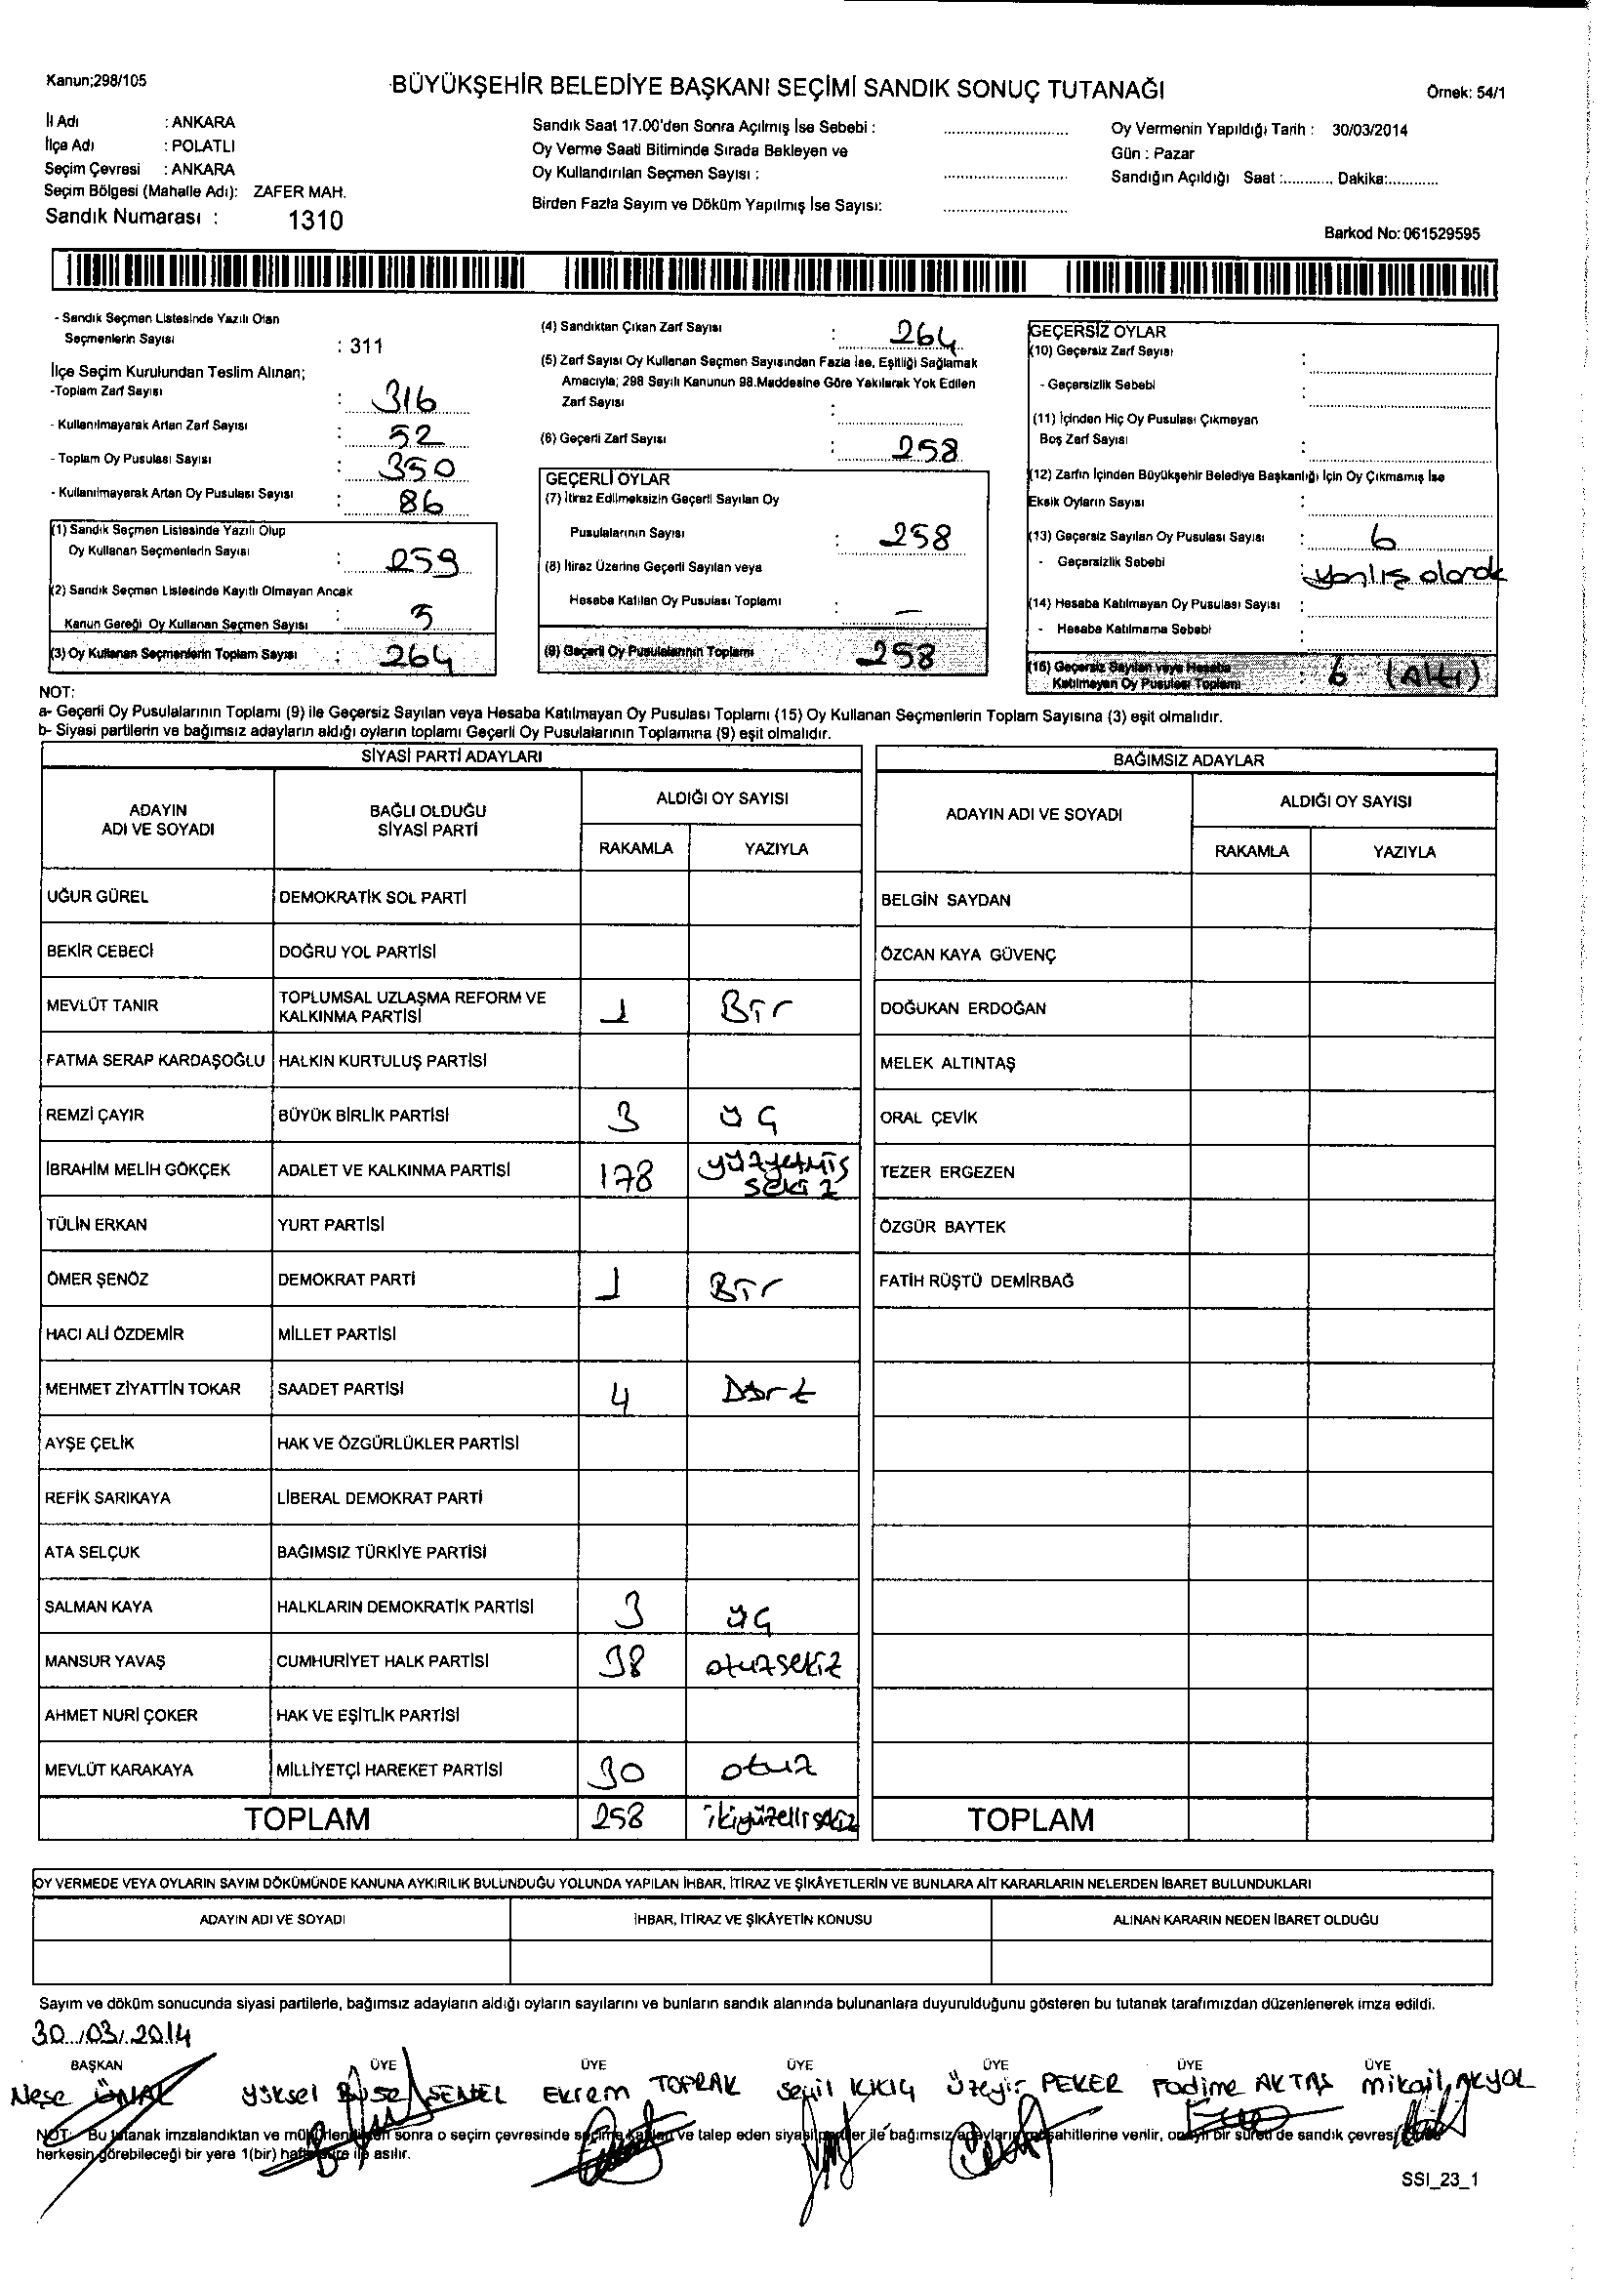 Kanun;298/105
BÜYÜKŞEHİR BELEDİYE BAŞKANI SEÇİMİ SANDIK SONUÇ TUTANAĞI
Örnek: 54/1
İl Adı : ANKARA
İlçe Adı : POLATLI
Seçim Çevresi : ANKARA
Seçim Bölgesi (Mahalle Adı): ZAFER MAH.
Sandık Numarası : 1310
Sandık Saat 17.00'den Sonra Açılmış İse Sebebi :
Oy Verme Saati Bitiminde Sırada Bekleyen ve
Oy Kullandırılan Seçmen Sayısı :
Birden Fazla Sayım ve Döküm Yapılmış İse Sayısı:
Oy Vermenin Yapıldığı Tarih : 30/03/2014
Gün : Pazar
Sandığın Açıldığı Saat :........... Dakika:...........
Barkod No: 061529595
- Sandık Seçmen Listesinde Yazılı Olan
Seçmenlerin Sayısı : 311
İlçe Seçim Kurulundan Teslim Alınan;
-Toplam Zarf Sayısı : 316
- Kullanılmayarak Artan Zarf Sayısı : 52
- Toplam Oy Pusulası Sayısı : 350
- Kullanılmayarak Artan Oy Pusulası Sayısı : 86
(1) Sandık Seçmen Listesinde Yazılı Olup
Oy Kullanan Seçmenlerin Sayısı : 259
(2) Sandık Seçmen Listesinde Kayıtlı Olmayan Ancak
Kanun Gereği Oy Kullanan Seçmen Sayısı : 5
(3) Oy Kullanan Seçmenlerin Toplam Sayısı : 264
(4) Sandıktan Çıkan Zarf Sayısı : 264
(5) Zarf Sayısı Oy Kullanan Seçmen Sayısından Fazla İse, Eşitliği Sağlamak
Amacıyla; 298 Sayılı Kanunun 98.Maddesine Göre Yakılarak Yok Edilen
Zarf Sayısı :
(6) Geçerli Zarf Sayısı : 258
GEÇERLİ OYLAR
(7) İtiraz Edilmeksizin Geçerli Sayılan Oy
Pusulalarının Sayısı : 258
(8) İtiraz Üzerine Geçerli Sayılan veya
Hesaba Katılan Oy Pusulası Toplamı : –
(9) Geçerli Oy Pusulalarının Toplamı : 258
GEÇERSİZ OYLAR
(10) Geçersiz Zarf Sayısı :
- Geçersizlik Sebebi :
(11) İçinden Hiç Oy Pusulası Çıkmayan
Boş Zarf Sayısı :
(12) Zarfın İçinden Büyükşehir Belediye Başkanlığı İçin Oy Çıkmamış İse
Eksik Oyların Sayısı :
(13) Geçersiz Sayılan Oy Pusulası Sayısı : 6
- Geçersizlik Sebebi : yanlış olarak
(14) Hesaba Katılmayan Oy Pusulası Sayısı :
- Hesaba Katılmama Sebebi :
(15) Geçersiz Sayılan veya Hesaba
Katılmayan Oy Pusulası Toplamı : 6 (Altı)
NOT:
a- Geçerli Oy Pusulalarının Toplamı (9) ile Geçersiz Sayılan veya Hesaba Katılmayan Oy Pusulası Toplamı (15) Oy Kullanan Seçmenlerin Toplam Sayısına (3) eşit olmalıdır.
b- Siyasi partilerin ve bağımsız adayların aldığı oyların toplamı Geçerli Oy Pusulalarının Toplamına (9) eşit olmalıdır.
SİYASİ PARTİ ADAYLARI
ADAYIN ADI VE SOYADI
BAĞLI OLDUĞU SİYASİ PARTİ
ALDIĞI OY SAYISI
RAKAMLA YAZIYLA
UĞUR GÜREL DEMOKRATİK SOL PARTİ
BEKİR CEBECİ DOĞRU YOL PARTİSİ
MEVLÜT TANIR TOPLUMSAL UZLAŞMA REFORM VE
KALKINMA PARTİSİ 1 Bir
FATMA SERAP KARDAŞOĞLU HALKIN KURTULUŞ PARTİSİ
REMZİ ÇAYIR BÜYÜK BİRLİK PARTİSİ 3 üç
İBRAHİM MELİH GÖKÇEK ADALET VE KALKINMA PARTİSİ 178 yüzyetmiş
sekiz
TÜLİN ERKAN YURT PARTİSİ
ÖMER ŞENÖZ DEMOKRAT PARTİ 1 Bir
HACI ALİ ÖZDEMİR MİLLET PARTİSİ
MEHMET ZİYATTİN TOKAR SAADET PARTİSİ 4 Dört
AYŞE ÇELİK HAK VE ÖZGÜRLÜKLER PARTİSİ
REFİK SARIKAYA LİBERAL DEMOKRAT PARTİ
ATA SELÇUK BAĞIMSIZ TÜRKİYE PARTİSİ
SALMAN KAYA HALKLARIN DEMOKRATİK PARTİSİ 3 üç
MANSUR YAVAŞ CUMHURİYET HALK PARTİSİ 38 otuzsekiz
AHMET NURİ ÇOKER HAK VE EŞİTLİK PARTİSİ
MEVLÜT KARAKAYA MİLLİYETÇİ HAREKET PARTİSİ 30 otuz
TOPLAM 258 ikiyüzellisekiz
BAĞIMSIZ ADAYLAR
ADAYIN ADI VE SOYADI
ALDIĞI OY SAYISI
RAKAMLA YAZIYLA
BELGİN SAYDAN
ÖZCAN KAYA GÜVENÇ
DOĞUKAN ERDOĞAN
MELEK ALTINTAŞ
ORAL ÇEVİK
TEZER ERGEZEN
ÖZGÜR BAYTEK
FATİH RÜŞTÜ DEMİRBAĞ
TOPLAM
OY VERMEDE VEYA OYLARIN SAYIM DÖKÜMÜNDE KANUNA AYKIRILIK BULUNDUĞU YOLUNDA YAPILAN İHBAR, İTİRAZ VE ŞİKÂYETLERİN VE BUNLARA AİT KARARLARIN NELERDEN İBARET BULUNDUKLARI
ADAYIN ADI VE SOYADI İHBAR, İTİRAZ VE ŞİKÂYETİN KONUSU ALINAN KARARIN NEDEN İBARET OLDUĞU
Sayım ve döküm sonucunda siyasi partilerle, bağımsız adayların aldığı oyların sayılarını ve bunların sandık alanında bulunanlara duyurulduğunu gösteren bu tutanak tarafımızdan düzenlenerek imza edildi.
30/03/2014
BAŞKAN ÜYE ÜYE ÜYE ÜYE ÜYE ÜYE
Neşe ÖNAL Yüksel ŞENEL Ekrem TOPRAK Üzeyir PEKER Fadime AKTAŞ Mikail AKYOL
NOT: Bu tutanak imzalandıktan ve mühürlendikten sonra o seçim çevresinde seçime katılan ve talep eden siyasi partiler ile bağımsız adayların müşahitlerine verilir, onaylı bir sureti de sandık çevresinde
herkesin görebileceği bir yere 1(bir) hafta süre ile asılır.
SSI_23_1